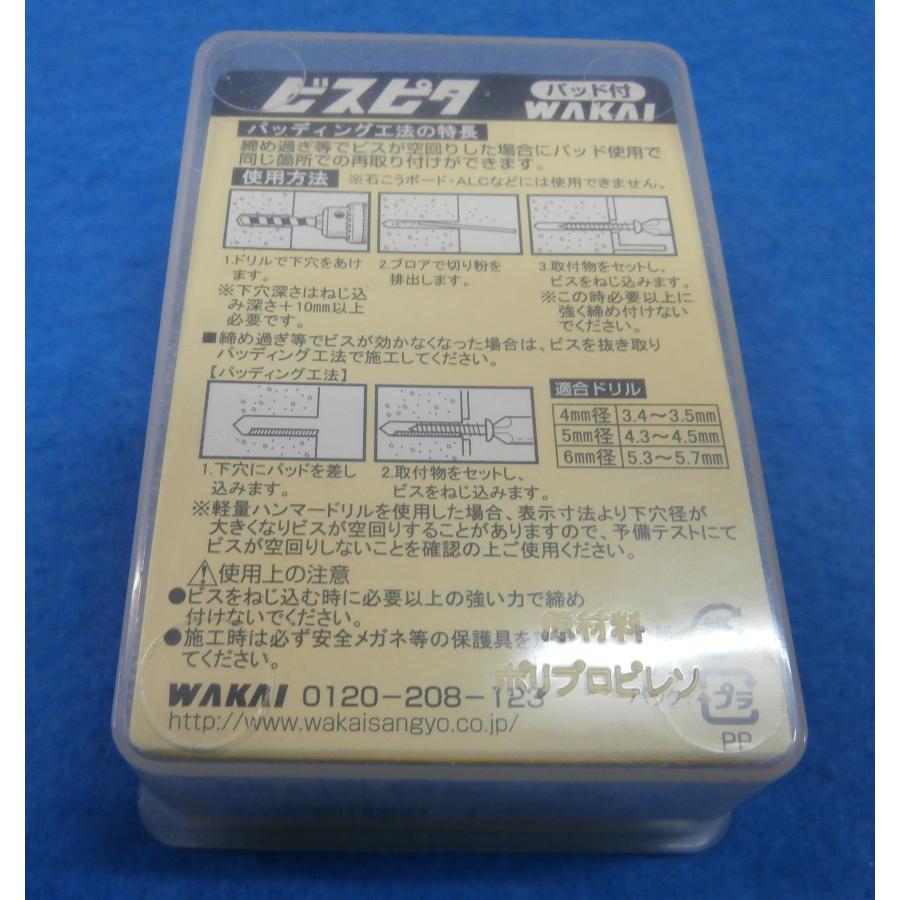 ビスピタ
パッド付
WAKAI
パッディング工法の特長
締め過ぎ等でビスが空回りした場合にパッド使用で
同じ箇所での再取り付けができます。
使用方法 ※石こうボード・ALCなどには使用できません。
1.ドリルで下穴をあけ
ます。
※下穴深さはねじ込
み深さ+10mm以上
必要です。
2.ブロアで切り粉を
排出します。
3.取付物をセットし、
ビスをねじ込みます。
※この時必要以上に
強く締め付けない
でください。
■締め過ぎ等でビスが効かなくなった場合は、ビスを抜き取り
パッディング工法で施工してください。
【パッディング工法】
1.下穴にパッドを差し
込みます。
2.取付物をセットし、
ビスをねじ込みます。
適合ドリル
4mm径 3.4～3.5mm
5mm径 4.3～4.5mm
6mm径 5.3～5.7mm
※軽量ハンマードリルを使用した場合、表示寸法より下穴径が
大きくなりビスが空回りすることがありますので、予備テストにて
ビスが空回りしないことを確認の上ご使用ください。
使用上の注意
●ビスをねじ込む時に必要以上の強い力で締め
付けないでください。
●施工時は必ず安全メガネ等の保護具を
てください。
原材料
ポリプロピレン
WAKAI 0120-208-123
http://www.wakaisangyo.co.jp/
プラ
PP